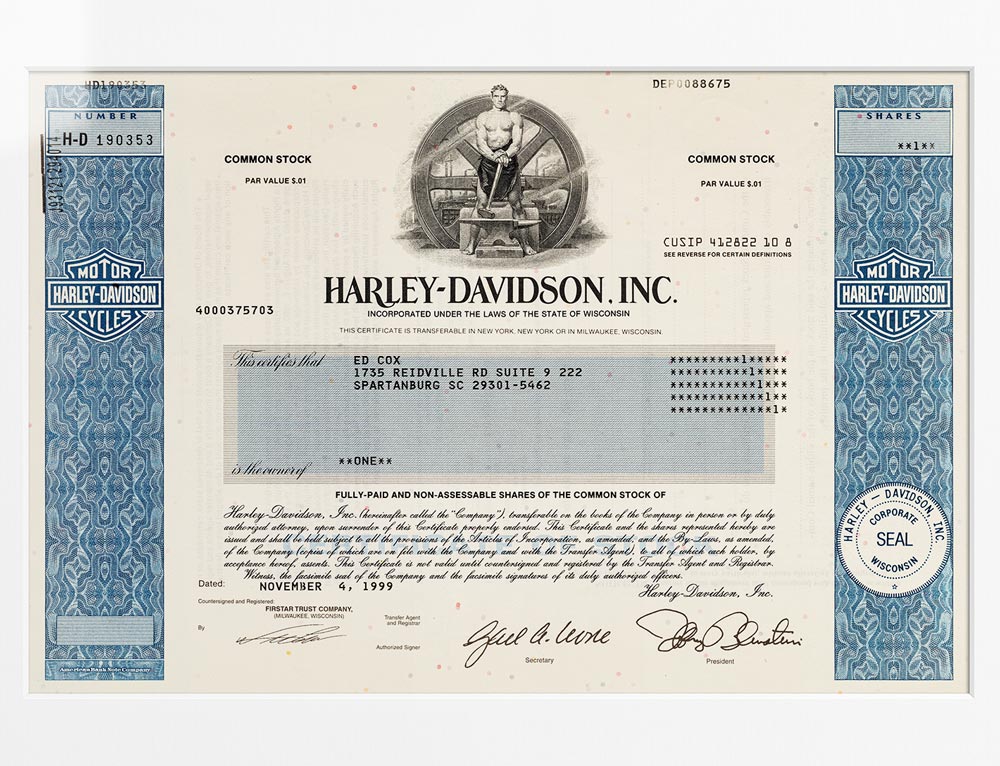 HD190353
DEP0088675
NUMBER
SHARES
H-D 190353
**1**
COMMON STOCK
PAR VALUE $.01
COMMON STOCK
PAR VALUE $.01
CUSIP 412822 10 8
SEE REVERSE FOR CERTAIN DEFINITIONS
MOTOR
HARLEY-DAVIDSON
CYCLES
MOTOR
HARLEY-DAVIDSON
CYCLES
HARLEY-DAVIDSON, INC.
4000375703
INCORPORATED UNDER THE LAWS OF THE STATE OF WISCONSIN
THIS CERTIFICATE IS TRANSFERABLE IN NEW YORK, NEW YORK OR IN MILWAUKEE, WISCONSIN.
This certifies that
ED COX
1735 REIDVILLE RD SUITE 9 222
SPARTANBURG SC 29301-5462
*********1*****
**********1****
***********1***
************1**
*************1*
**ONE**
is the owner of
FULLY-PAID AND NON-ASSESSABLE SHARES OF THE COMMON STOCK OF
Harley-Davidson, Inc. (hereinafter called the "Company"), transferable on the books of the Company in person or by duly
authorized attorney, upon surrender of this Certificate properly endorsed. This Certificate and the shares represented hereby are
issued and shall be held subject to all the provisions of the Articles of Incorporation, as amended, and the By-Laws, as amended,
of the Company (copies of which are on file with the Company and with the Transfer Agent), to all of which each holder, by
acceptance hereof, assents. This Certificate is not valid until countersigned and registered by the Transfer Agent and Registrar.
Witness, the facsimile seal of the Company and the facsimile signatures of its duly authorized officers.
Dated:
NOVEMBER 4, 1999
Harley-Davidson, Inc.
Countersigned and Registered:
FIRSTAR TRUST COMPANY,
(MILWAUKEE, WISCONSIN)
Transfer Agent
and Registrar
By
Authorized Signer
Secretary
President
HARLEY-DAVIDSON, INC.
CORPORATE
SEAL
WISCONSIN
American Bank Note Company